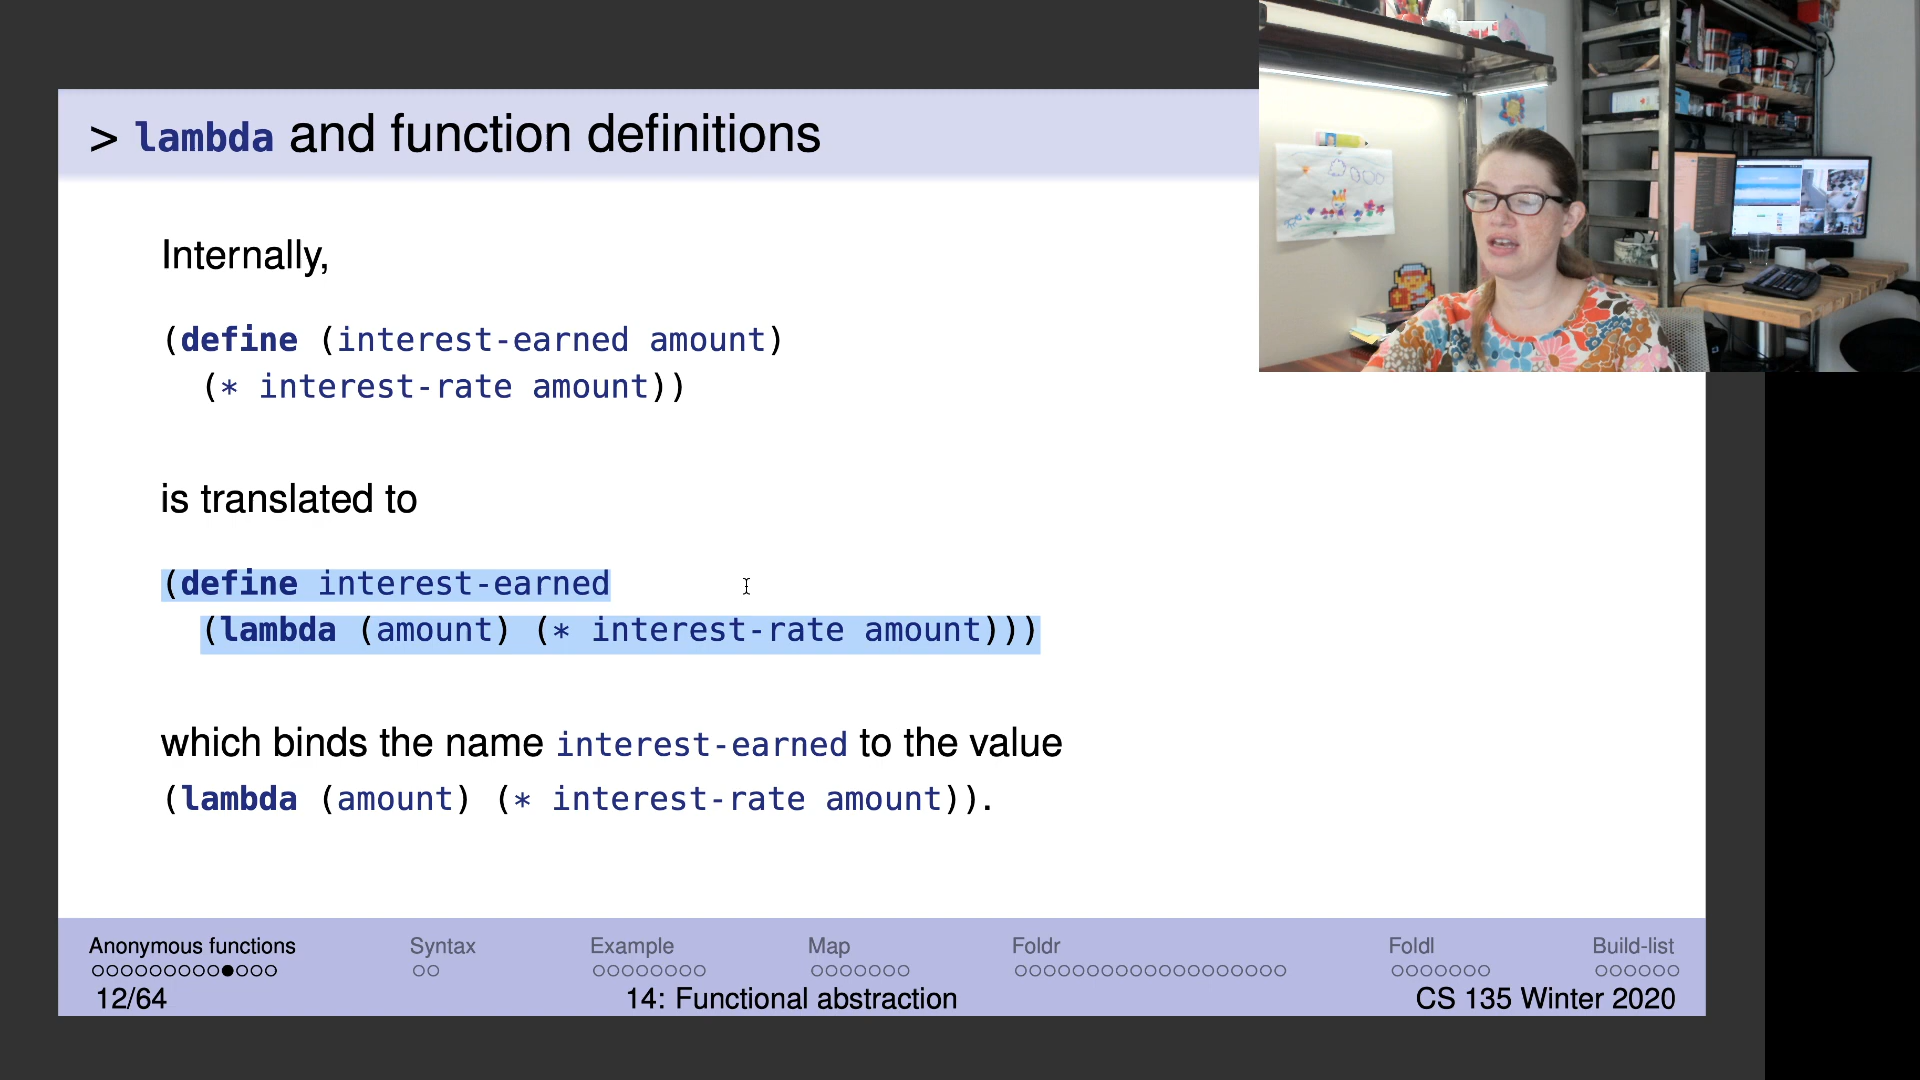 > lambda and function definitions
Internally,
(define (interest-earned amount)
(* interest-rate amount))
is translated to
(define interest-earned
(lambda (amount) (* interest-rate amount)))
which binds the name interest-earned to the value
(lambda (amount) (* interest-rate amount)).
Anonymous functions
Syntax
Example
Map
Foldr
Foldl
Build-list
12/64
14: Functional abstraction
CS 135 Winter 2020